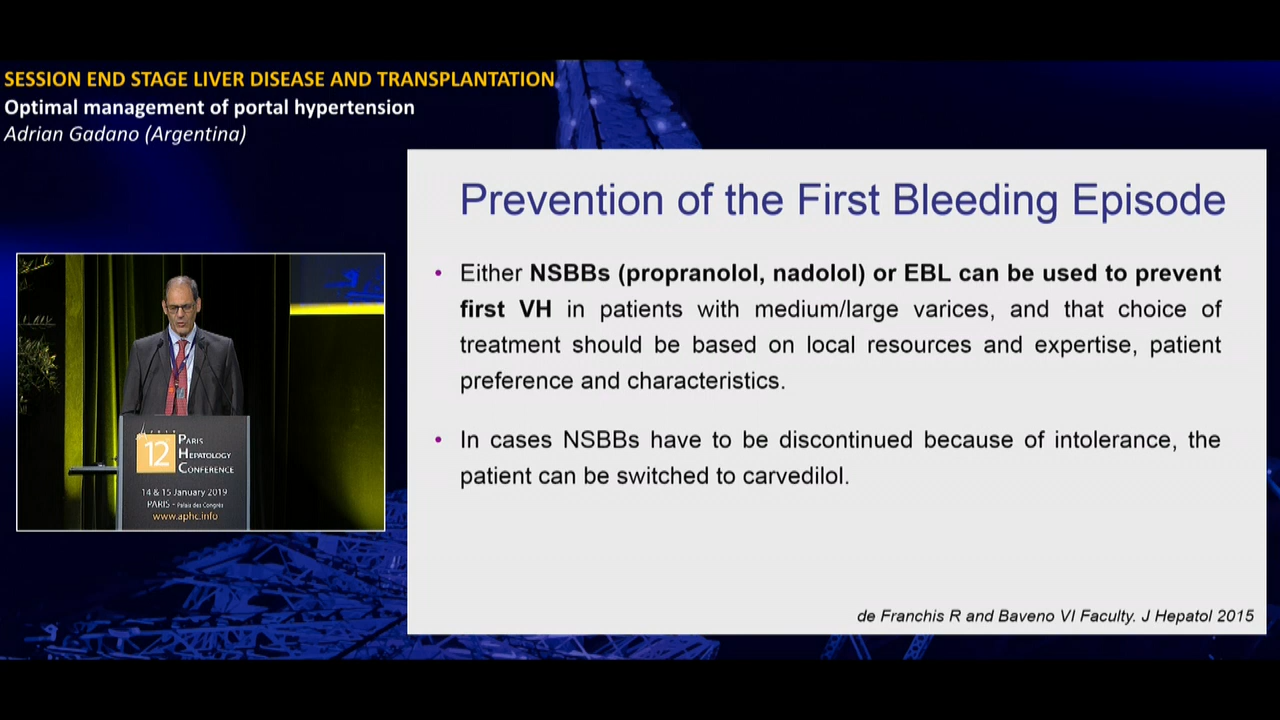 SESSION END STAGE LIVER DISEASE AND TRANSPLANTATION
Optimal management of portal hypertension
Adrian Gadano (Argentina)
Prevention of the First Bleeding Episode
• Either NSBBs (propranolol, nadolol) or EBL can be used to prevent
first VH in patients with medium/large varices, and that choice of
treatment should be based on local resources and expertise, patient
preference and characteristics.
• In cases NSBBs have to be discontinued because of intolerance, the
patient can be switched to carvedilol.
de Franchis R and Baveno VI Faculty. J Hepatol 2015
12
PARIS
HEPATOLOGY
CONFERENCE
14 & 15 January 2019
PARIS - Palais des Congrès
www.aphc.info